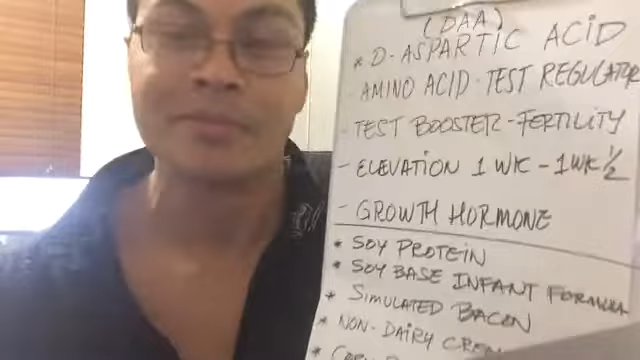 (DAA)
* D-ASPARTIC ACID
- AMINO ACID - TEST REGULATOR
- TEST BOOSTER - FERTILITY
- ELEVATION 1 WK - 1 WK 1/2
- GROWTH HORMONE
* SOY PROTEIN
* SOY BASE INFANT FORMULA
* SIMULATED BACON
* NON-DAIRY
*